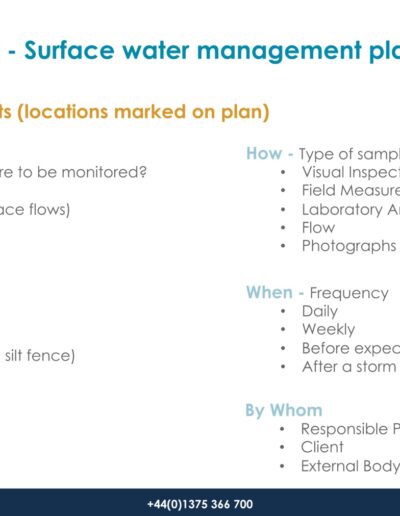 - Surface water management pla
ts (locations marked on plan)
re to be monitored?
ace flows)
silt fence)
How - Type of sampl
• Visual Inspect
• Field Measure
• Laboratory An
• Flow
• Photographs
When - Frequency
• Daily
• Weekly
• Before expec
• After a storm
By Whom
• Responsible P
• Client
• External Body
+44(0)1375 366 700